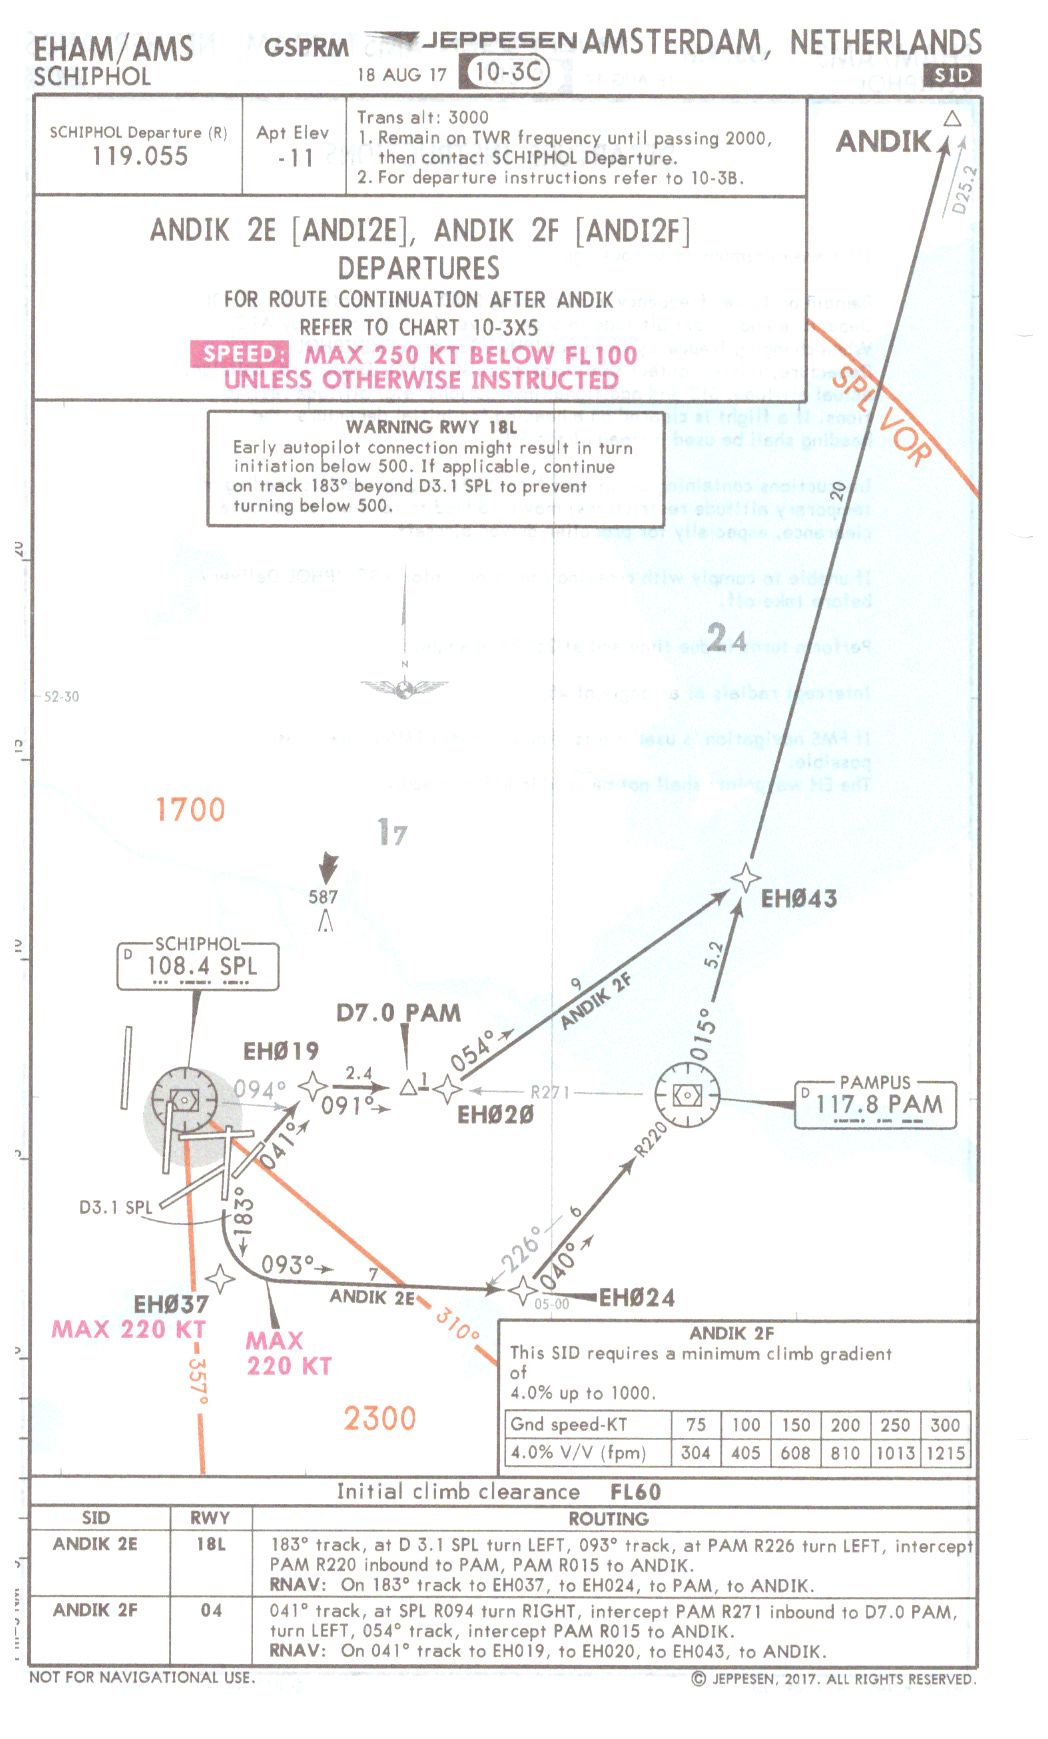 EHAM/AMS
SCHIPHOL
GSPRM
JEPPESEN
18 AUG 17
10-3C
AMSTERDAM, NETHERLANDS
SID
SCHIPHOL Departure (R)
119.055
Apt Elev
-11
Trans alt: 3000
1. Remain on TWR frequency until passing 2000,
then contact SCHIPHOL Departure.
2. For departure instructions refer to 10-3B.
ANDIK
D25.2
ANDIK 2E [ANDI2E], ANDIK 2F [ANDI2F]
DEPARTURES
FOR ROUTE CONTINUATION AFTER ANDIK
REFER TO CHART 10-3X5
SPEED: MAX 250 KT BELOW FL100
UNLESS OTHERWISE INSTRUCTED
SPL VOR
WARNING RWY 18L
Early autopilot connection might result in turn
initiation below 500. If applicable, continue
on track 183° beyond D3.1 SPL to prevent
turning below 500.
20
24
N
52-30
1700
17
587
EHØ43
SCHIPHOL
D
108.4 SPL
5.2
9
ANDIK 2F
D7.0 PAM
015°
054°
EHØ19
094°
2.4
091°
1
EHØ20
R271
PAMPUS
D
117.8 PAM
041°
R220
D3.1 SPL
183°
6
226°
040°
093°
7
ANDIK 2E
EHØ24
05-00
EHØ37
MAX 220 KT
MAX
220 KT
310°
357°
2300
ANDIK 2F
This SID requires a minimum climb gradient
of
4.0% up to 1000.
Gnd speed-KT 75 100 150 200 250 300
4.0% V/V (fpm) 304 405 608 810 1013 1215
Initial climb clearance FL60
SID RWY ROUTING
ANDIK 2E 18L 183° track, at D 3.1 SPL turn LEFT, 093° track, at PAM R226 turn LEFT, intercept
PAM R220 inbound to PAM, PAM R015 to ANDIK.
RNAV: On 183° track to EH037, to EH024, to PAM, to ANDIK.
ANDIK 2F 04 041° track, at SPL R094 turn RIGHT, intercept PAM R271 inbound to D7.0 PAM,
turn LEFT, 054° track, intercept PAM R015 to ANDIK.
RNAV: On 041° track to EH019, to EH020, to EH043, to ANDIK.
NOT FOR NAVIGATIONAL USE.
© JEPPESEN, 2017. ALL RIGHTS RESERVED.